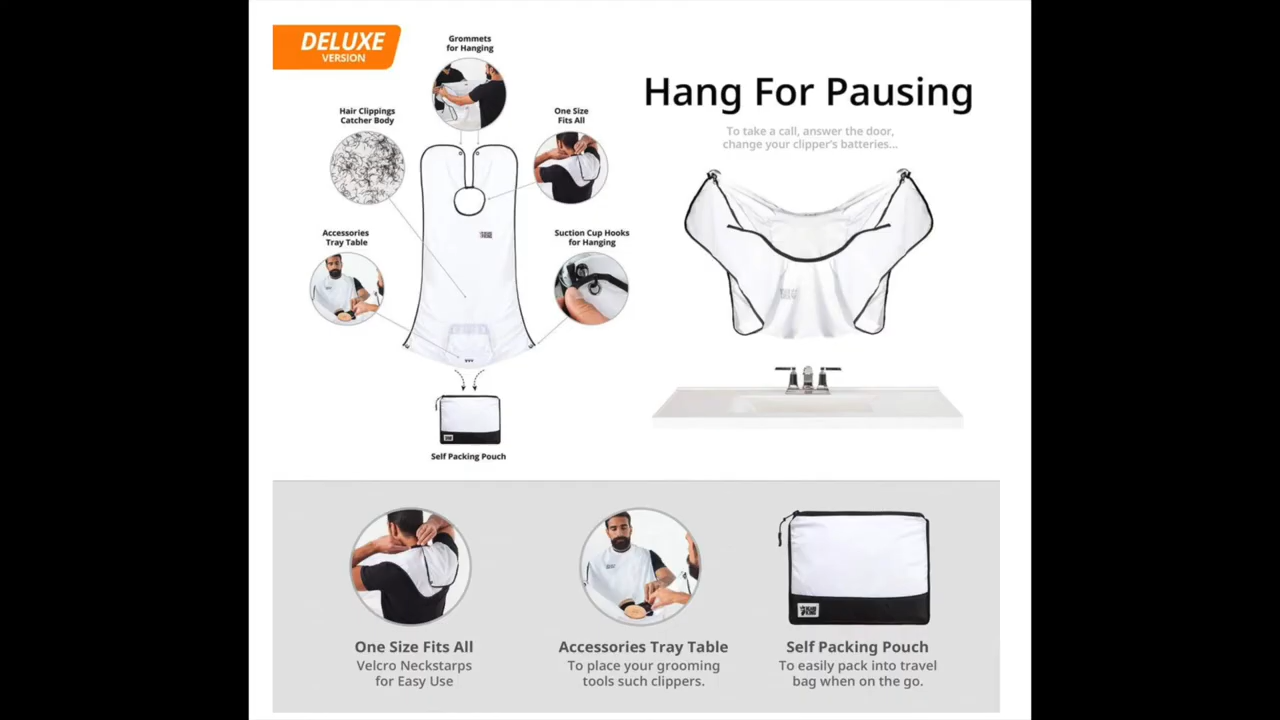 DELUXE
VERSION
Grommets
for Hanging
Hair Clippings
Catcher Body
One Size
Fits All
Accessories
Tray Table
Suction Cup Hooks
for Hanging
Self Packing Pouch
Hang For Pausing
To take a call, answer the door,
change your clipper's batteries...
One Size Fits All
Velcro Neckstarps
for Easy Use
Accessories Tray Table
To place your grooming
tools such clippers.
Self Packing Pouch
To easily pack into travel
bag when on the go.